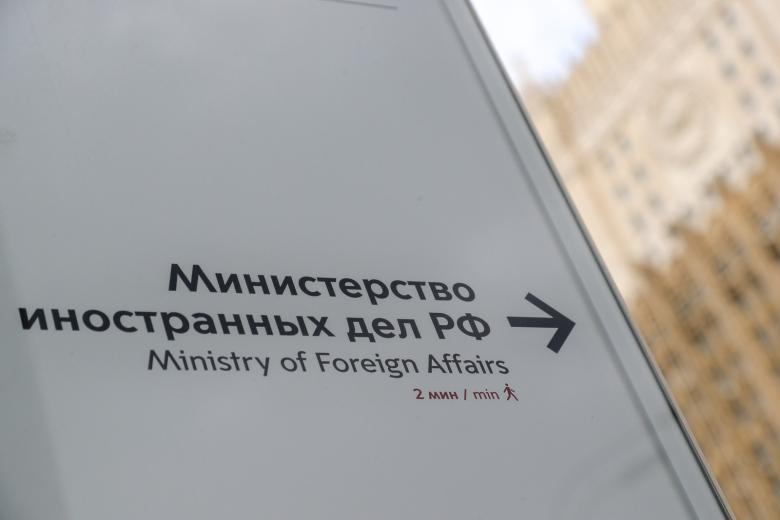 Министерство
иностранных дел РФ
Ministry of Foreign Affairs
2 мин / min